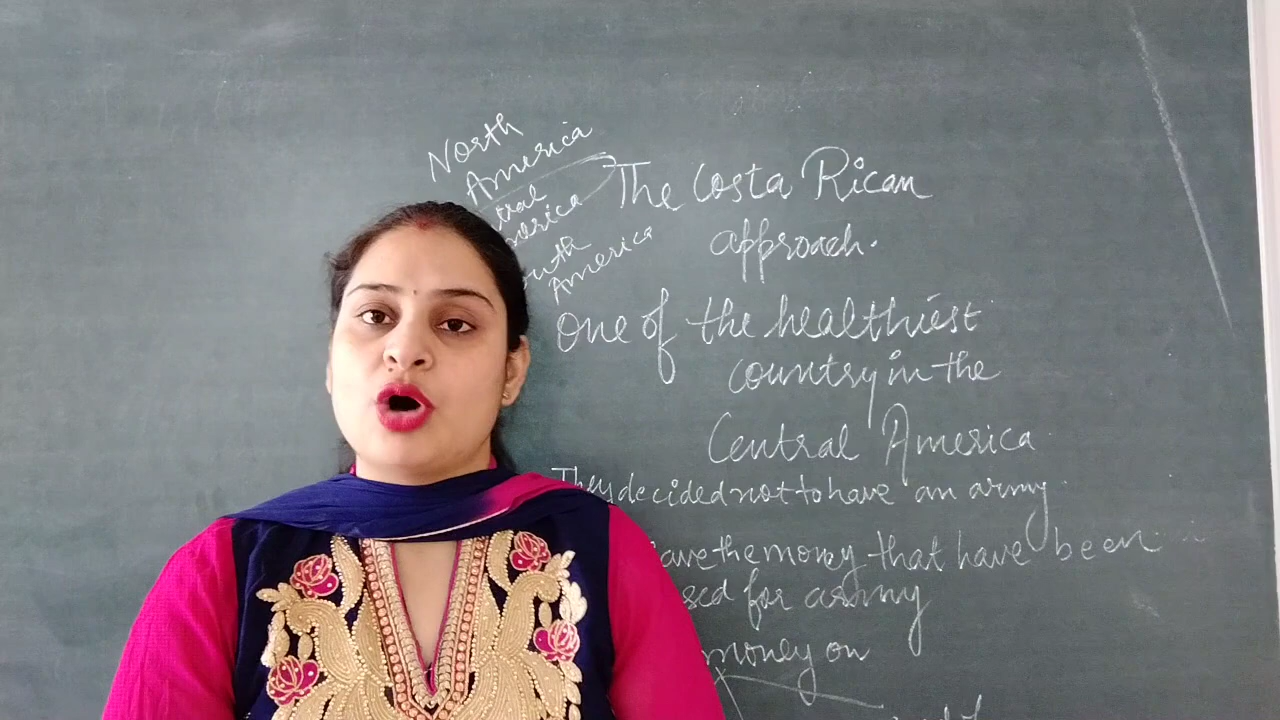 North
America
America
The Costa Rican
approach.
One of the healthiest
country in the
Central America
They decided not to have an army.
the money that have been
for army
money on